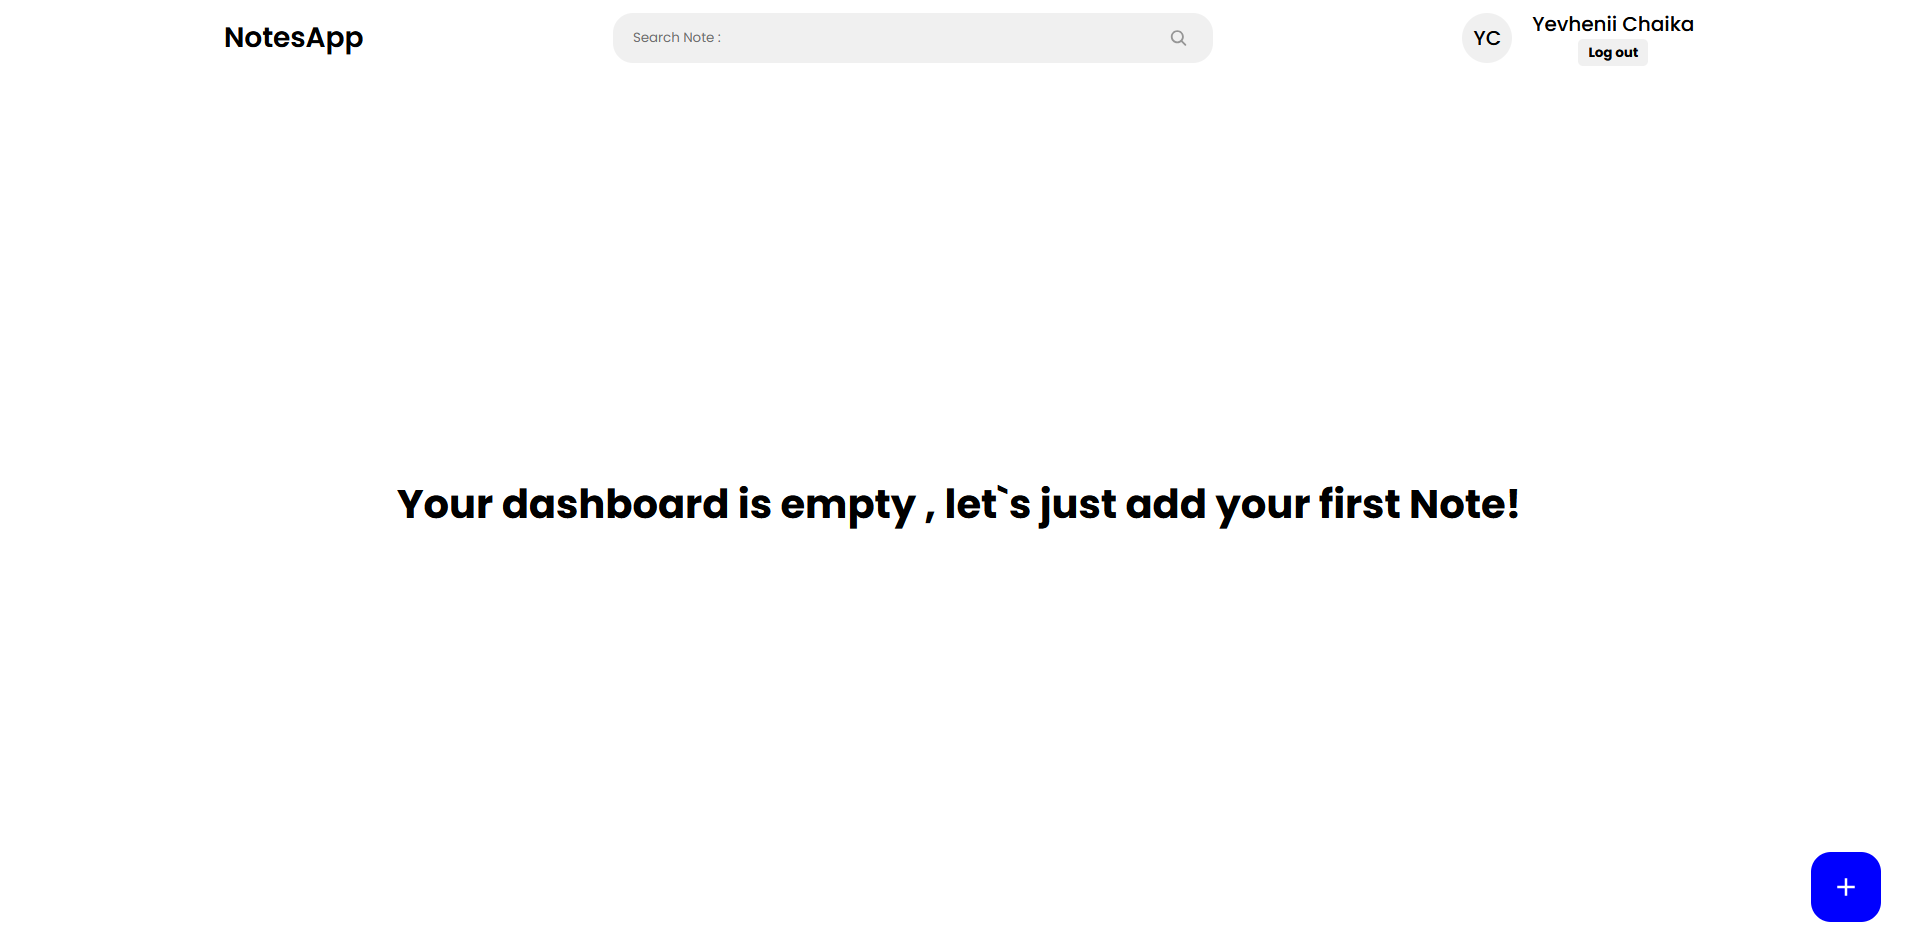 NotesApp
Search Note :
YC
Yevhenii Chaika
Log out
Your dashboard is empty , let`s just add your first Note!
+